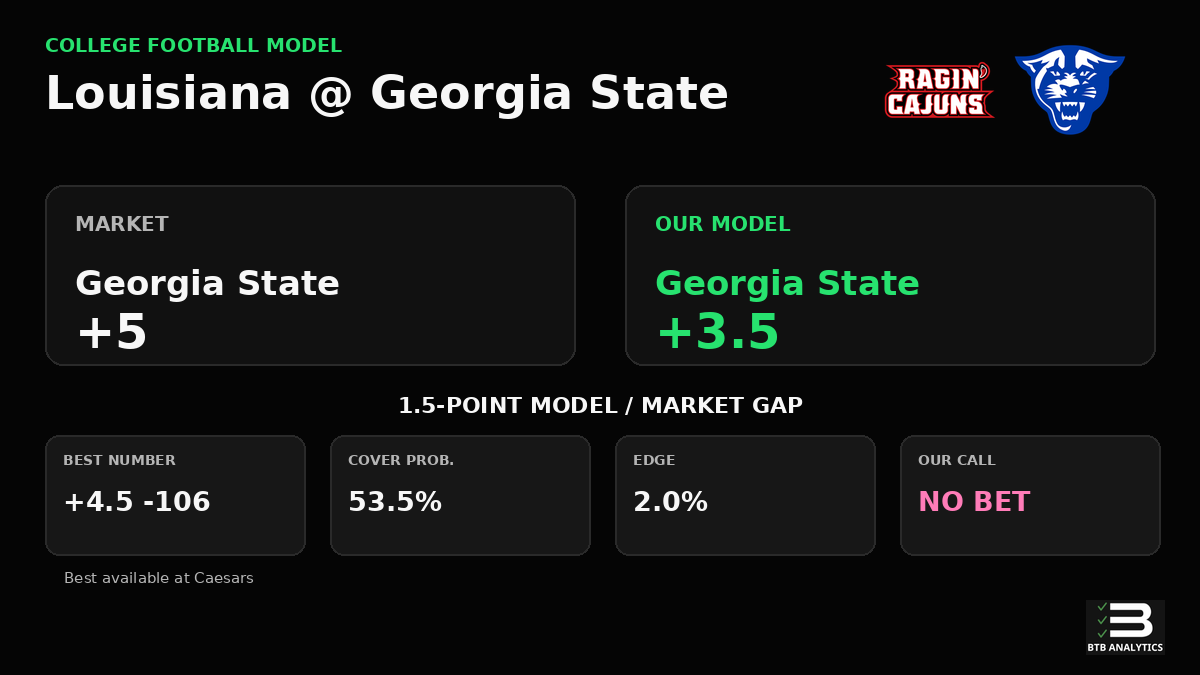 COLLEGE FOOTBALL MODEL
Louisiana @ Georgia State
RAGIN'
CAJUNS
MARKET
Georgia State
+5
OUR MODEL
Georgia State
+3.5
1.5-POINT MODEL / MARKET GAP
BEST NUMBER
+4.5 -106
COVER PROB.
53.5%
EDGE
2.0%
OUR CALL
NO BET
Best available at Caesars
B
BTB ANALYTICS